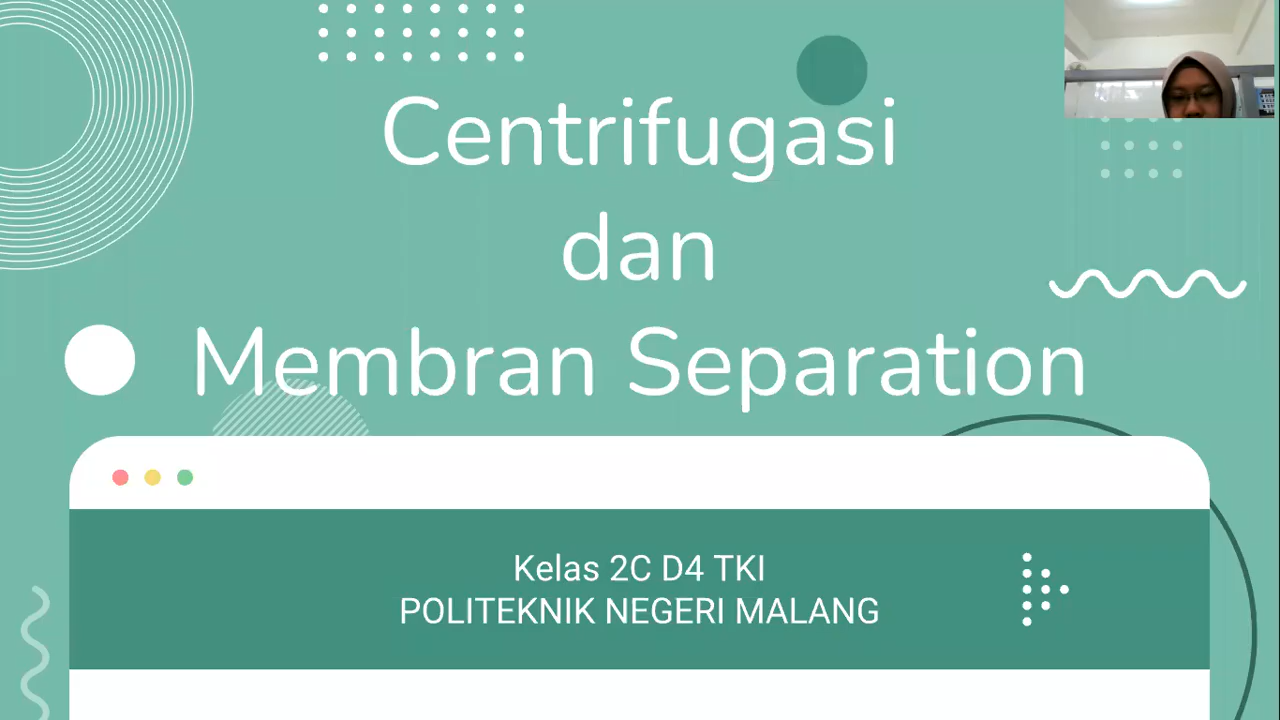 Centrifugasi
dan
Membran Separation
Kelas 2C D4 TKI
POLITEKNIK NEGERI MALANG